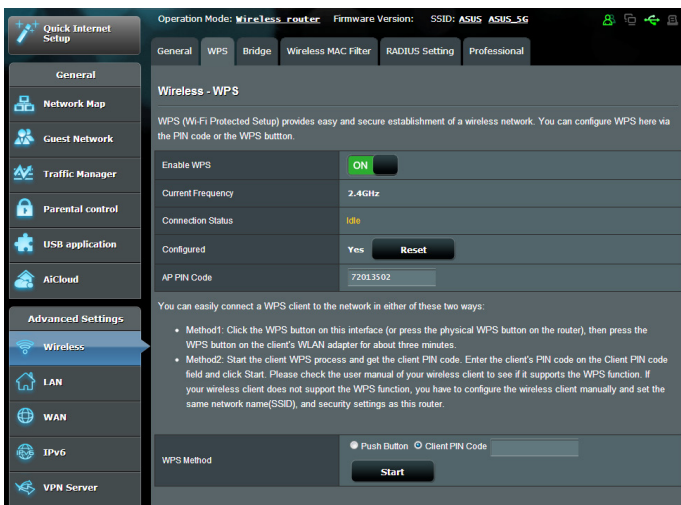 Quick Internet
Setup
Operation Mode: Wireless router Firmware Version: SSID: ASUS ASUS_5G
General WPS Bridge Wireless MAC Filter RADIUS Setting Professional
General
Network Map
Guest Network
Traffic Manager
Parental control
USB application
AiCloud
Advanced Settings
Wireless
LAN
WAN
IPv6
VPN Server
Wireless - WPS
WPS (Wi-Fi Protected Setup) provides easy and secure establishment of a wireless network. You can configure WPS here via
the PIN code or the WPS buttton.
Enable WPS ON
Current Frequency 2.4GHz
Connection Status Idle
Configured Yes Reset
AP PIN Code 72013502
You can easily connect a WPS client to the network in either of these two ways:
• Method1: Click the WPS button on this interface (or press the physical WPS button on the router), then press the
WPS button on the client's WLAN adapter for about three minutes.
• Method2: Start the client WPS process and get the client PIN code. Enter the client's PIN code on the Client PIN code
field and click Start. Please check the user manual of your wireless client to see if it supports the WPS function. If
your wireless client does not support the WPS function, you have to configure the wireless client manually and set the
same network name(SSID), and security settings as this router.
WPS Method Push Button Client PIN Code
Start